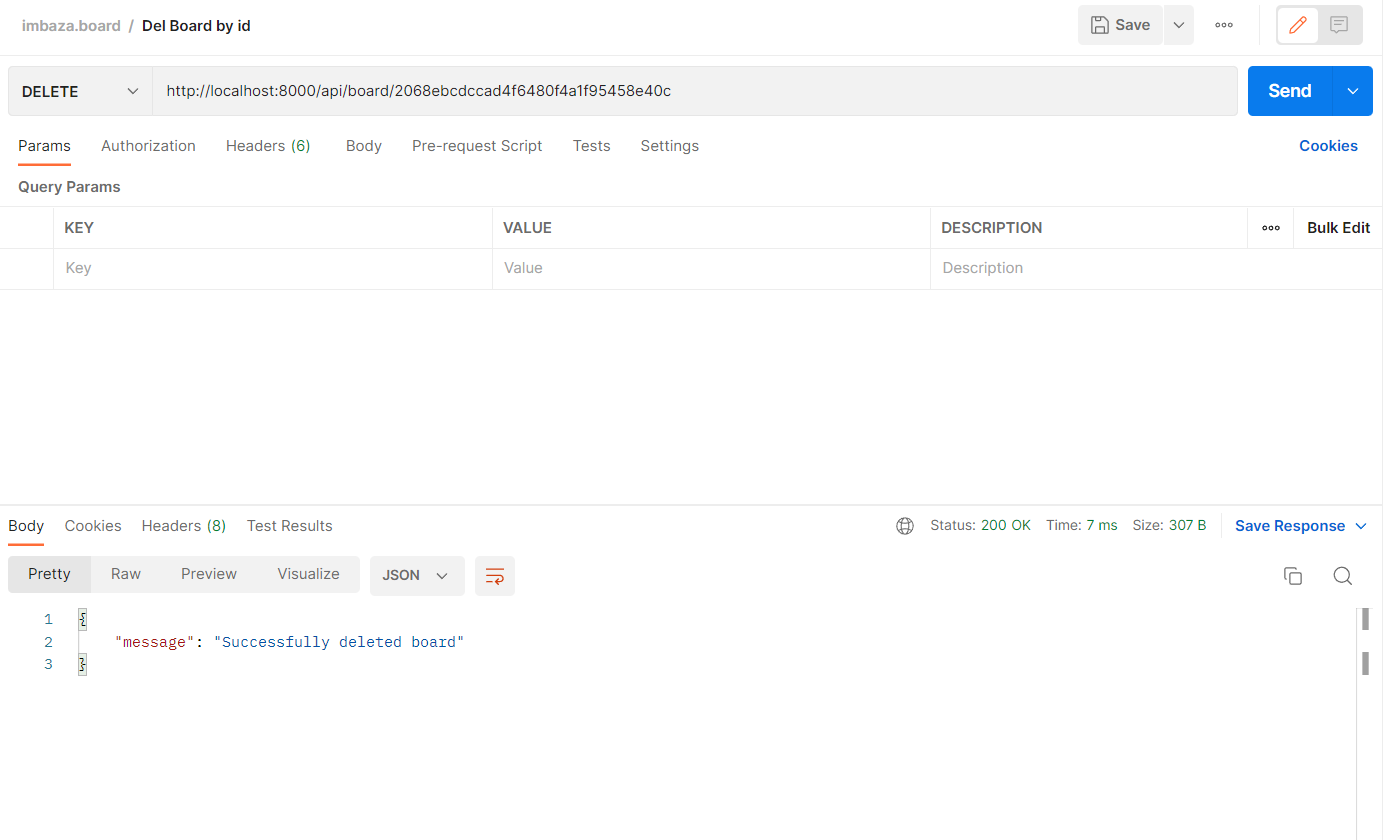 imbaza.board / Del Board by id
Save
DELETE
http://localhost:8000/api/board/2068ebcdccad4f6480f4a1f95458e40c
Send
Params Authorization Headers (6) Body Pre-request Script Tests Settings Cookies
Query Params
KEY VALUE DESCRIPTION Bulk Edit
Key Value Description
Body Cookies Headers (8) Test Results Status: 200 OK Time: 7 ms Size: 307 B Save Response
Pretty Raw Preview Visualize JSON
1 {
2 "message": "Successfully deleted board"
3 }